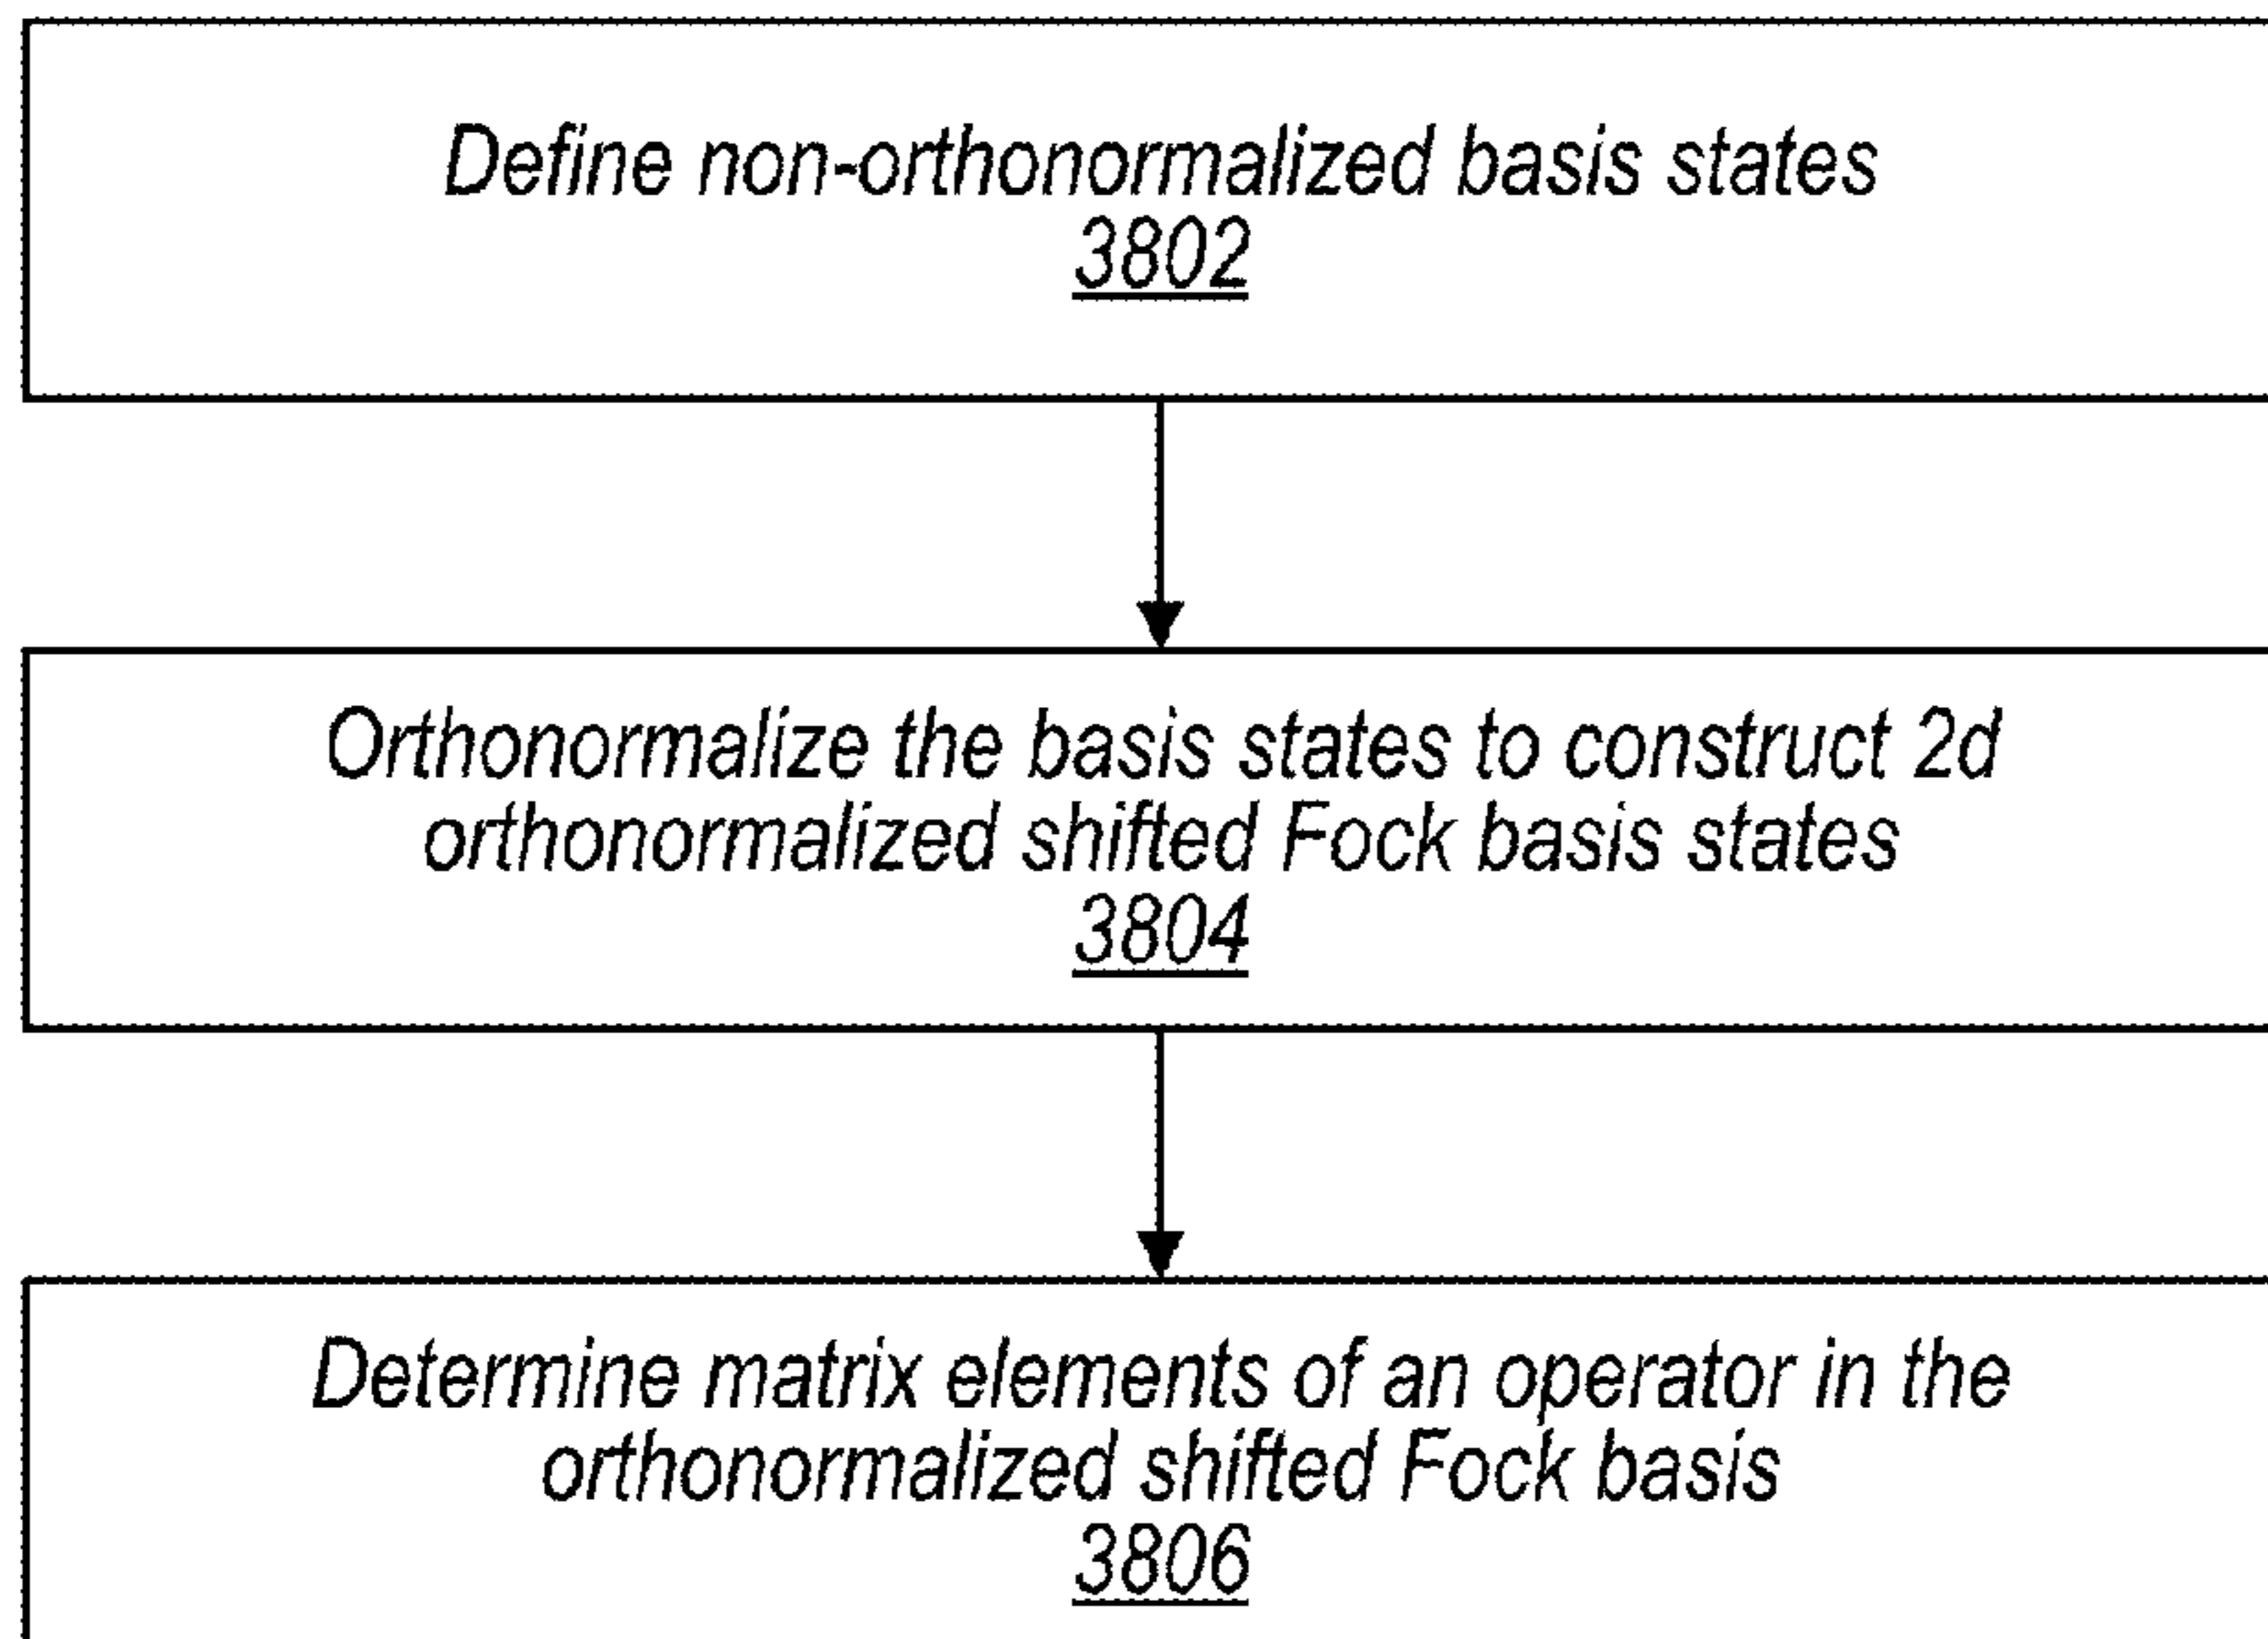 Define non-orthonormalized basis states
3802
Orthonormalize the basis states to construct 2d
orthonormalized shifted Fock basis states
3804
Determine matrix elements of an operator in the
orthonormalized shifted Fock basis
3806